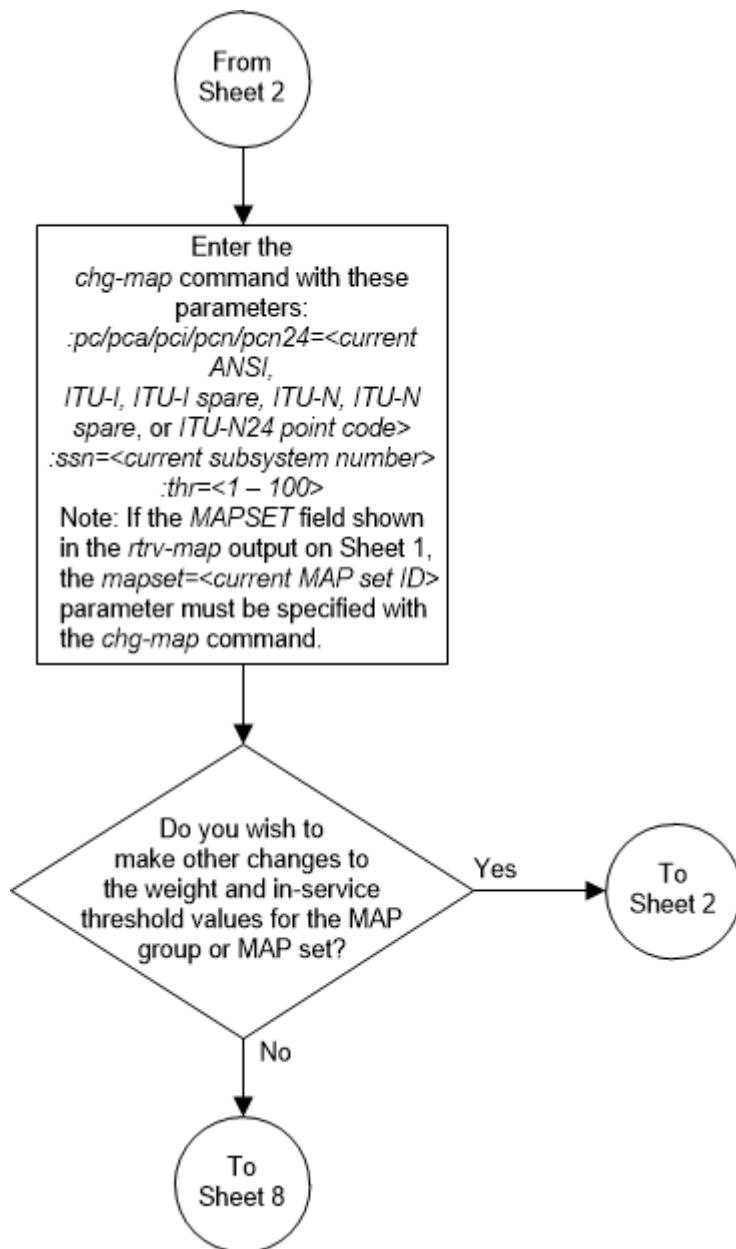 From
Sheet 2
Enter the
chg-map command with these
parameters:
:pc/pca/pci/pcn/pcn24=<current
ANSI,
ITU-I, ITU-I spare, ITU-N, ITU-N
spare, or ITU-N24 point code>
:ssn=<current subsystem number>
:thr=<1 – 100>
Note: If the MAPSET field shown
in the rtrv-map output on Sheet 1,
the mapset=<current MAP set ID>
parameter must be specified with
the chg-map command.
Do you wish to
make other changes to
the weight and in-service
threshold values for the MAP
group or MAP set?
Yes
To
Sheet 2
No
To
Sheet 8